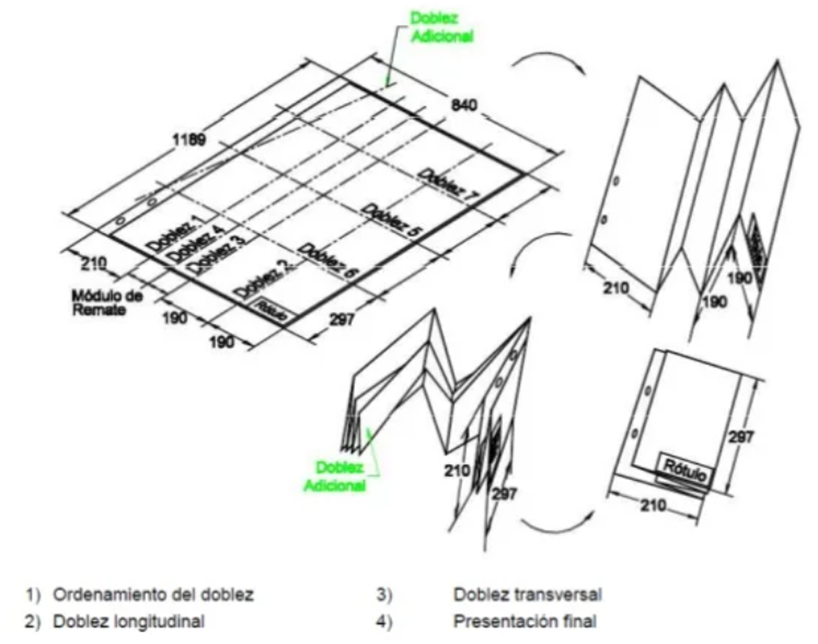 Doblez
Adicional
840
1189
Doblez 7
Doblez 1
Doblez 4
Doblez 3
Doblez 5
Doblez 6
Doblez 2
Rótulo
210
Módulo de
Remate
190
190
297
210
190
190
Doblez
Adicional
210
297
Rótulo
297
210
1) Ordenamiento del doblez
2) Doblez longitudinal
3) Doblez transversal
4) Presentación final